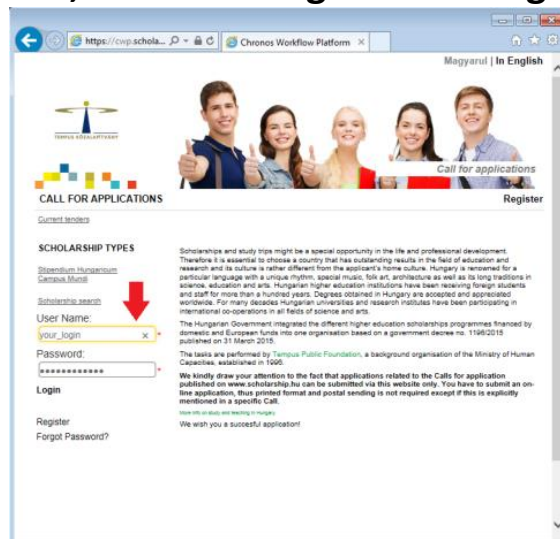 https://cwp.schola...
Chronos Workflow Platform
Magyarul | In English
TEMPUS KÖZALAPÍTVÁNY
Call for applications
CALL FOR APPLICATIONS
Register
Current tenders
SCHOLARSHIP TYPES
Stipendium Hungaricum
Campus Mundi
Scholarship search
User Name:
your_login
*
Password:
*
Login
Register
Forgot Password?
Scholarships and study trips might be a special opportunity in the life and professional development.
Therefore it is essential to choose a country that has outstanding results in the field of education and
research and its culture is rather different from the applicant's home culture. Hungary is renowned for a
particular language with a unique rhythm, special music, folk art, architecture as well as its long traditions in
science, education and arts. Hungarian higher education institutions have been receiving foreign students
and staff for more than a hundred years. Degrees obtained in Hungary are accepted and appreciated
worldwide. For many decades Hungarian universities and research institutes have been participating in
international co-operations in all fields of science and arts.
The Hungarian Government integrated the different higher education scholarships programmes financed by
domestic and European funds into one organisation based on a government decree no. 1196/2015
published on 31 March 2015.
The tasks are performed by Tempus Public Foundation, a background organisation of the Ministry of Human
Capacities, established in 1996.
We kindly draw your attention to the fact that applications related to the Calls for application
published on www.scholarship.hu can be submitted via this website only. You have to submit an on-
line application, thus printed format and postal sending is not required except if this is explicitly
mentioned in a specific Call.
More info on study and teaching in Hungary
We wish you a succesful application!